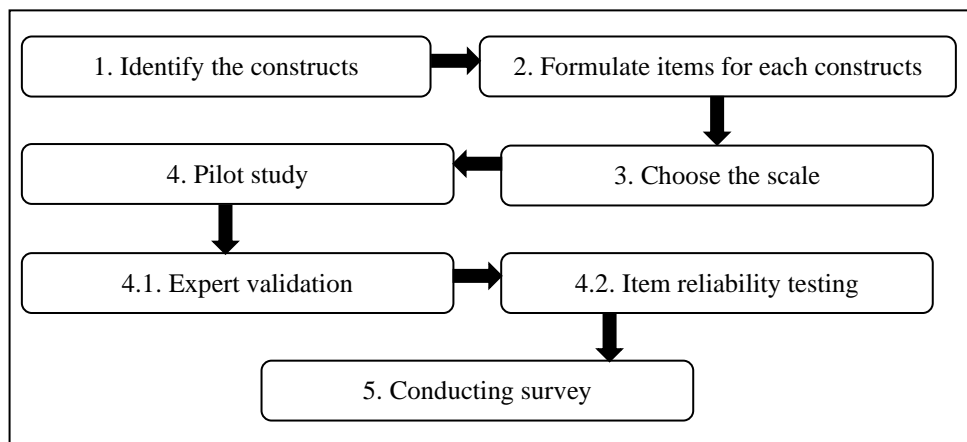 1. Identify the constructs
2. Formulate items for each constructs
3. Choose the scale
4. Pilot study
4.1. Expert validation
4.2. Item reliability testing
5. Conducting survey